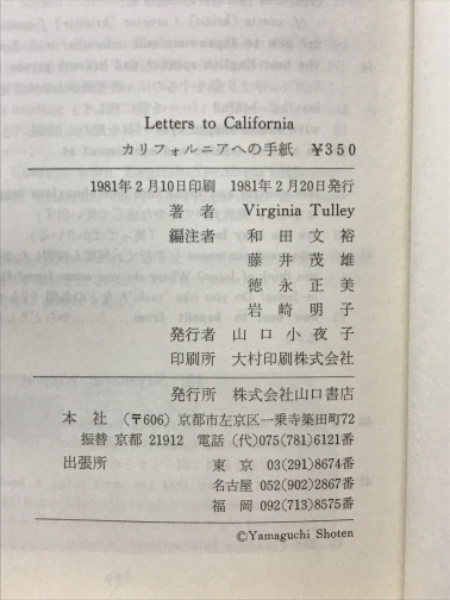 Letters to California
カリフォルニアへの手紙 ¥350
1981年2月10日印刷 1981年2月20日発行
著者 Virginia Tulley
編注者 和田文裕
藤井茂雄
徳永正美
岩崎明子
発行者 山口小夜子
印刷所 大村印刷株式会社
発行所 株式会社山口書店
本社 (〒606) 京都市左京区一乗寺築田町72
振替 京都 21912 電話 (代)075(781)6121番
出張所 東京 03(291)8674番
名古屋 052(902)2867番
福岡 092(713)8575番
©Yamaguchi Shoten